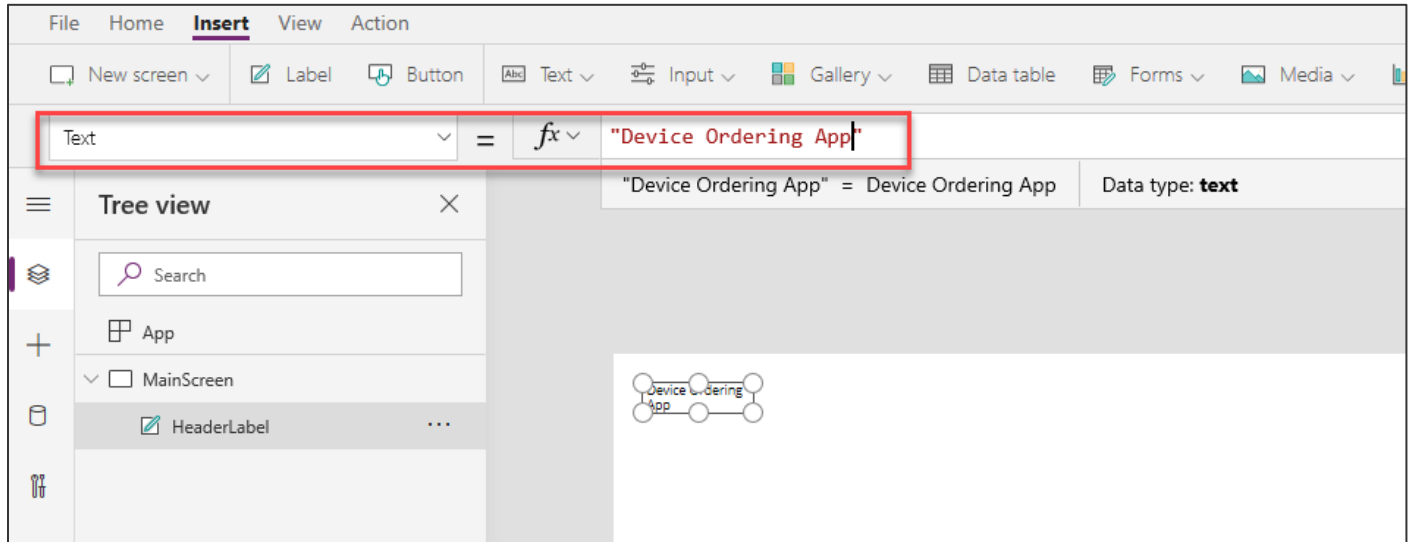 File Home Insert View Action
New screen Label Button Abc Text Input Gallery Data table Forms Media
Text = fx "Device Ordering App"
"Device Ordering App" = Device Ordering App Data type: text
Tree view
Search
App
MainScreen
HeaderLabel ...
Device Ordering
App